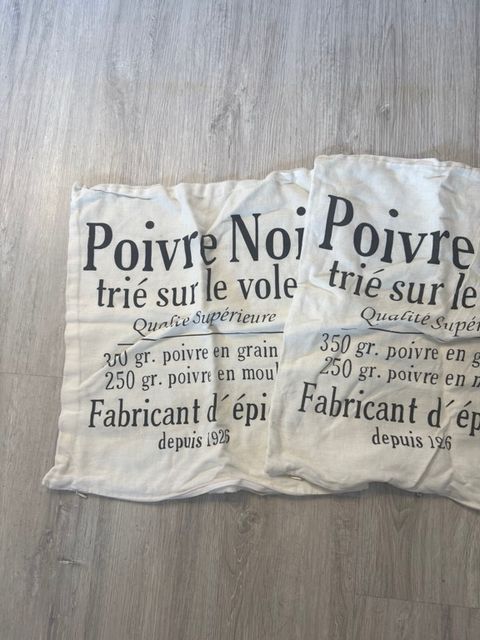 Poivre Noi
trié sur le vole
Qualité Supérieure
350 gr. poivre en grain
250 gr. poivre en moul
Fabricant d'épi
depuis 1926
Poivre
trié sur le
Qualité Supér
350 gr. poivre en g
250 gr. poivre en m
Fabricant d'ép
depuis 1926